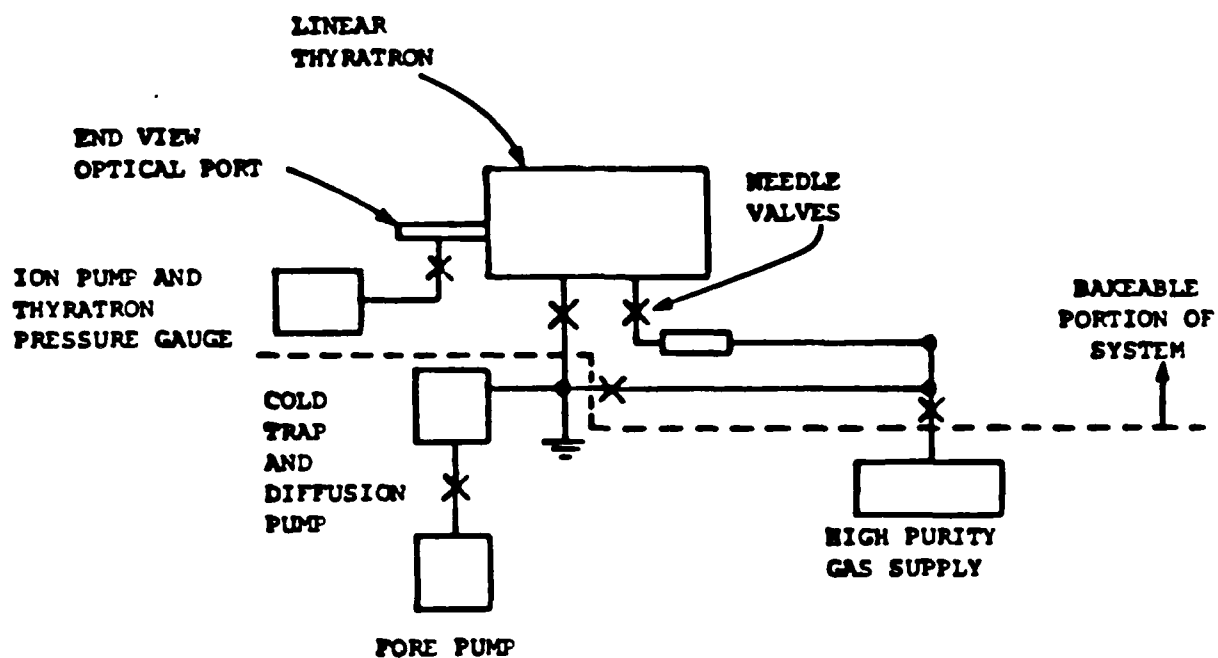 LINEAR
THYRATRON
END VIEW
OPTICAL PORT
NEEDLE
VALVES
ION PUMP AND
THYRATRON
PRESSURE GAUGE
BAKEABLE
PORTION OF
SYSTEM
COLD
TRAP
AND
DIFFUSION
PUMP
HIGH PURITY
GAS SUPPLY
FORE PUMP